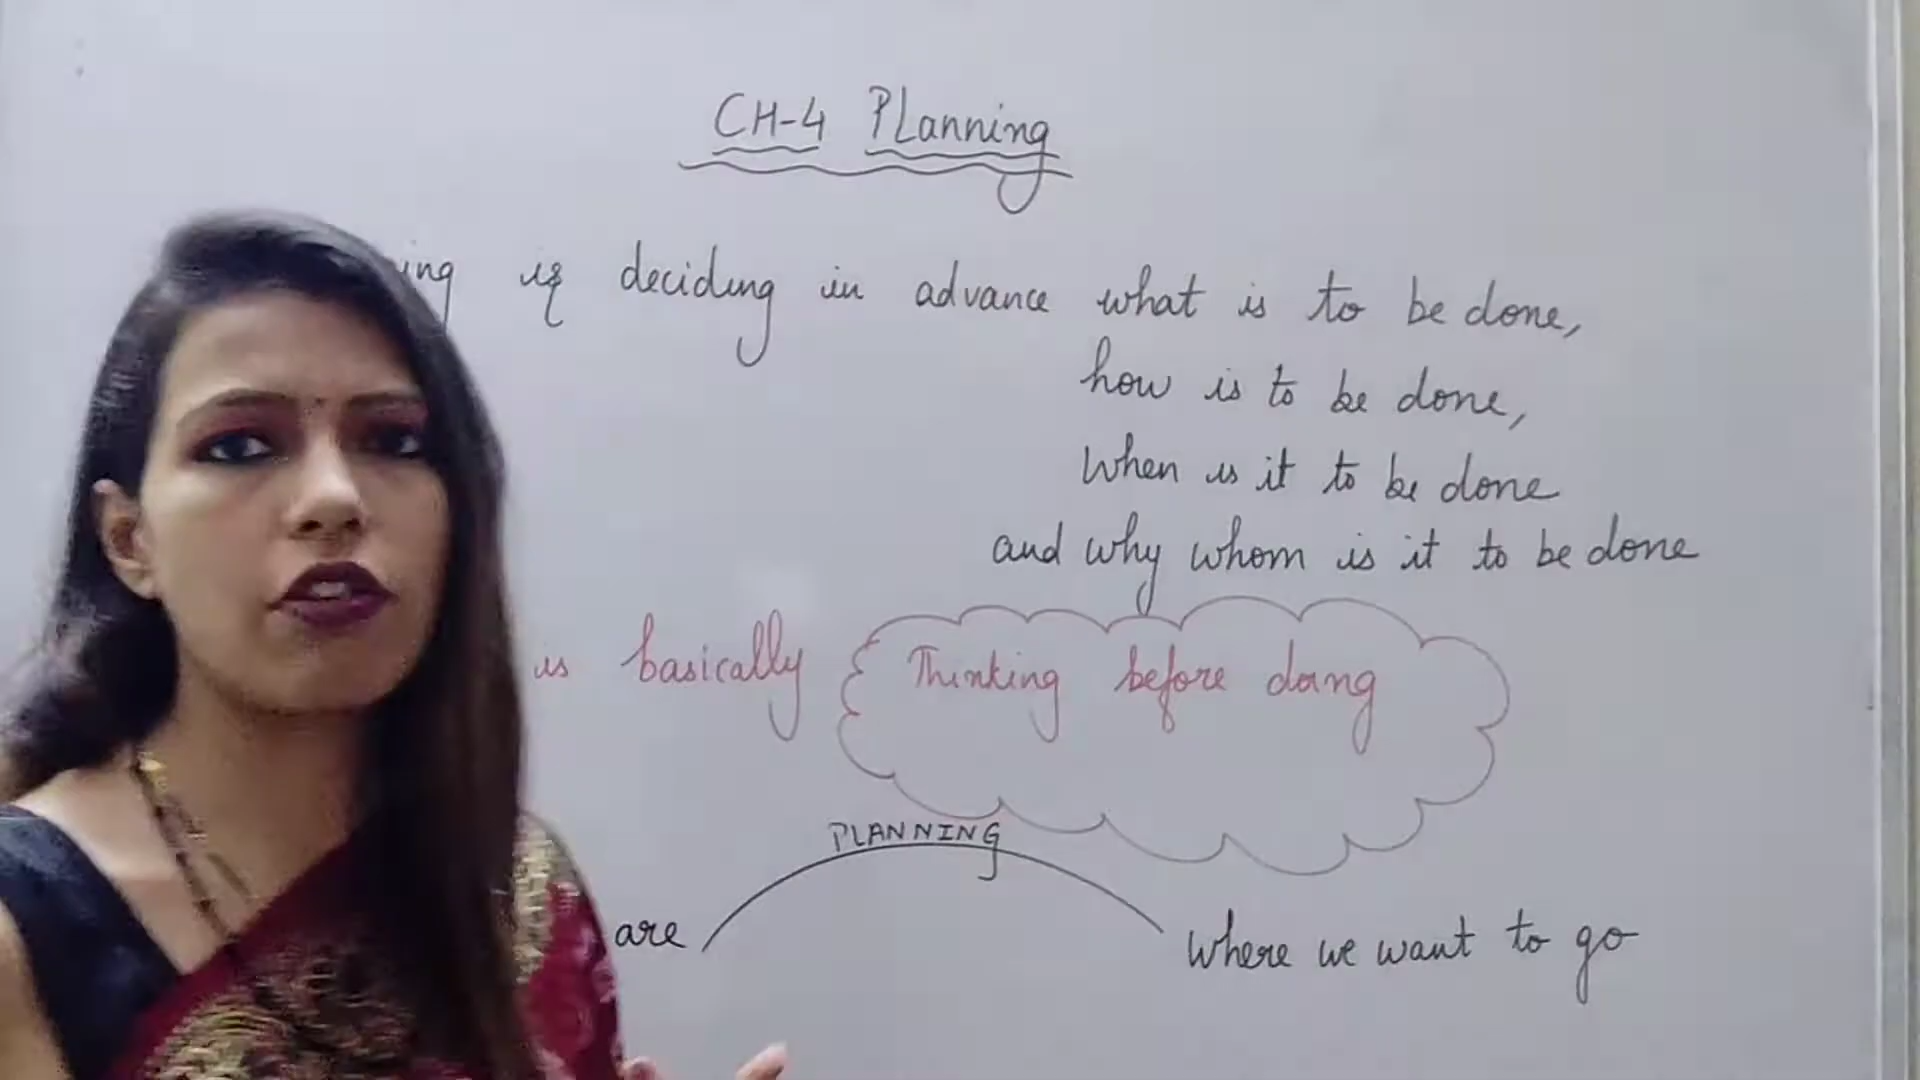 CH-4 Planning
ing is deciding in advance what is to be done,
how is to be done,
when is it to be done
and why whom is it to be done
is basically Thinking before doing
PLANNING
are where we want to go